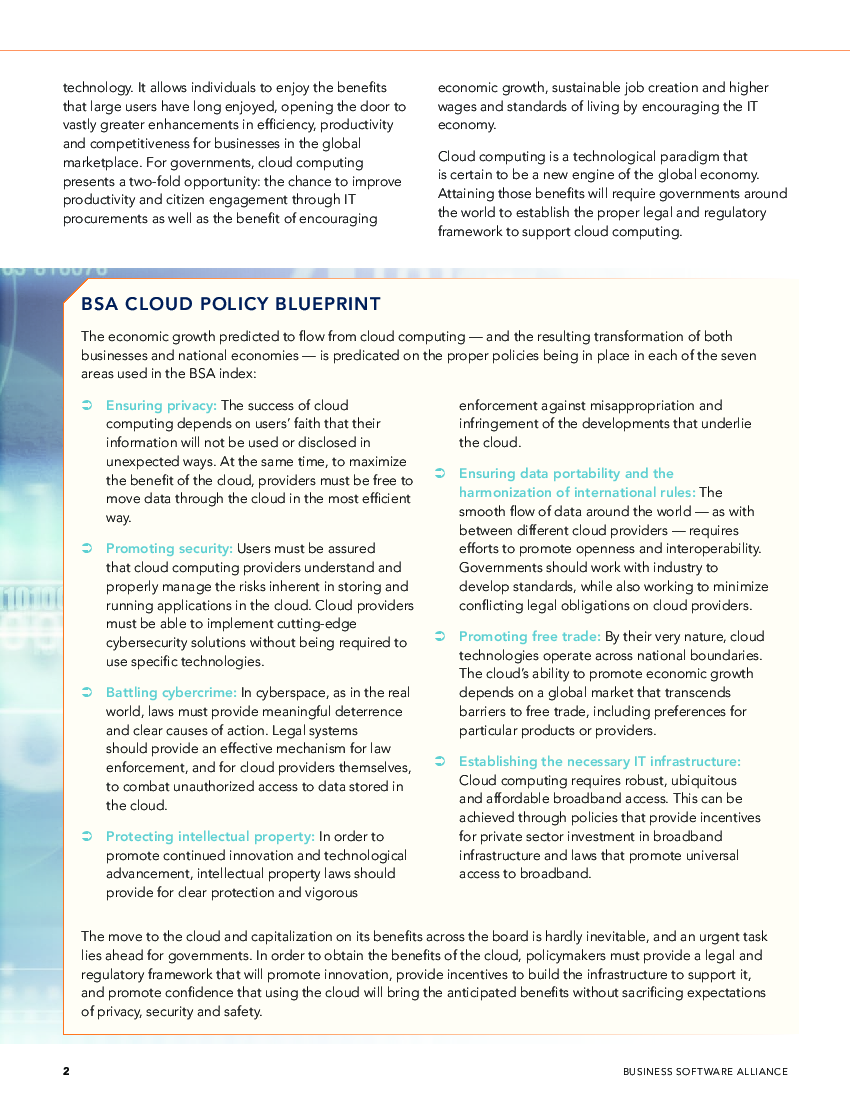 technology. It allows individuals to enjoy the benefits
that large users have long enjoyed, opening the door to
vastly greater enhancements in efficiency, productivity
and competitiveness for businesses in the global
marketplace. For governments, cloud computing
presents a two-fold opportunity: the chance to improve
productivity and citizen engagement through IT
procurements as well as the benefit of encouraging
economic growth, sustainable job creation and higher
wages and standards of living by encouraging the IT
economy.
Cloud computing is a technological paradigm that
is certain to be a new engine of the global economy.
Attaining those benefits will require governments around
the world to establish the proper legal and regulatory
framework to support cloud computing.
BSA CLOUD POLICY BLUEPRINT
The economic growth predicted to flow from cloud computing — and the resulting transformation of both
businesses and national economies — is predicated on the proper policies being in place in each of the seven
areas used in the BSA index:
➲ Ensuring privacy: The success of cloud
computing depends on users' faith that their
information will not be used or disclosed in
unexpected ways. At the same time, to maximize
the benefit of the cloud, providers must be free to
move data through the cloud in the most efficient
way.
➲ Promoting security: Users must be assured
that cloud computing providers understand and
properly manage the risks inherent in storing and
running applications in the cloud. Cloud providers
must be able to implement cutting-edge
cybersecurity solutions without being required to
use specific technologies.
➲ Battling cybercrime: In cyberspace, as in the real
world, laws must provide meaningful deterrence
and clear causes of action. Legal systems
should provide an effective mechanism for law
enforcement, and for cloud providers themselves,
to combat unauthorized access to data stored in
the cloud.
➲ Protecting intellectual property: In order to
promote continued innovation and technological
advancement, intellectual property laws should
provide for clear protection and vigorous
enforcement against misappropriation and
infringement of the developments that underlie
the cloud.
➲ Ensuring data portability and the
harmonization of international rules: The
smooth flow of data around the world — as with
between different cloud providers — requires
efforts to promote openness and interoperability.
Governments should work with industry to
develop standards, while also working to minimize
conflicting legal obligations on cloud providers.
➲ Promoting free trade: By their very nature, cloud
technologies operate across national boundaries.
The cloud's ability to promote economic growth
depends on a global market that transcends
barriers to free trade, including preferences for
particular products or providers.
➲ Establishing the necessary IT infrastructure:
Cloud computing requires robust, ubiquitous
and affordable broadband access. This can be
achieved through policies that provide incentives
for private sector investment in broadband
infrastructure and laws that promote universal
access to broadband.
The move to the cloud and capitalization on its benefits across the board is hardly inevitable, and an urgent task
lies ahead for governments. In order to obtain the benefits of the cloud, policymakers must provide a legal and
regulatory framework that will promote innovation, provide incentives to build the infrastructure to support it,
and promote confidence that using the cloud will bring the anticipated benefits without sacrificing expectations
of privacy, security and safety.
2
BUSINESS SOFTWARE ALLIANCE